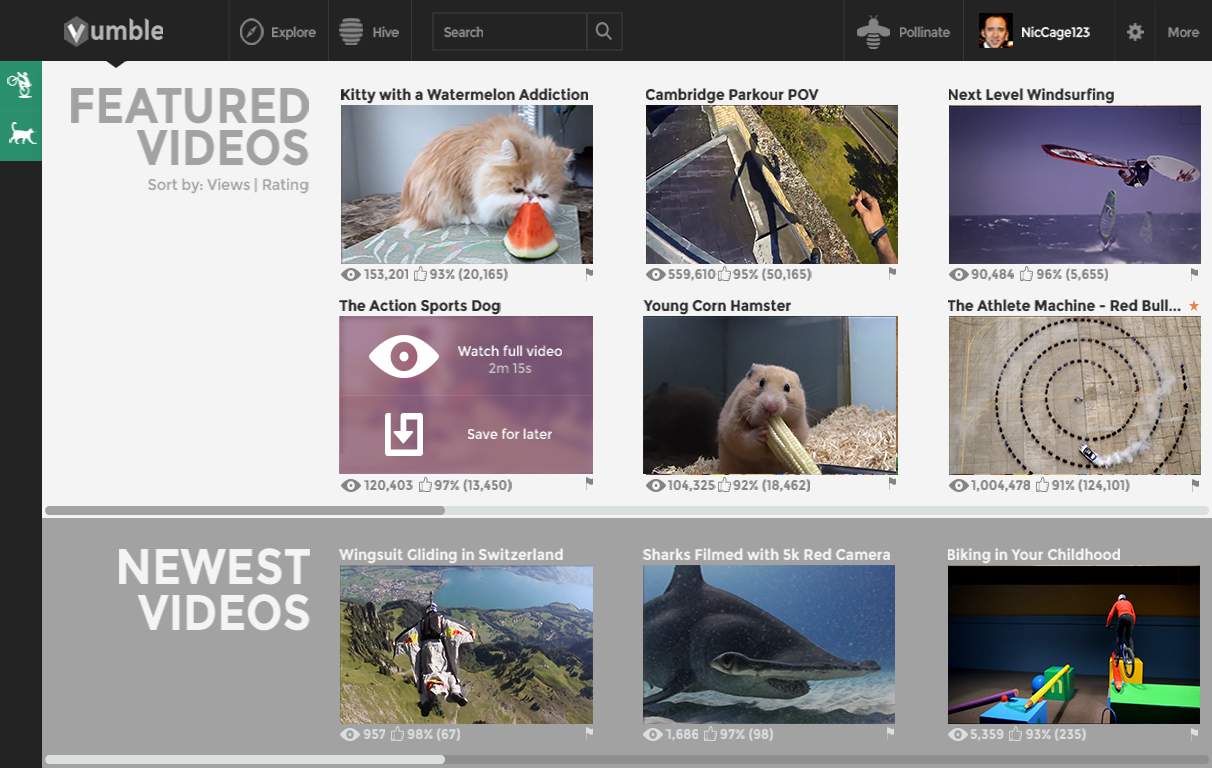 Vumble
Explore
Hive
Search
Pollinate
NicCage123
More
FEATURED
VIDEOS
Sort by: Views | Rating
Kitty with a Watermelon Addiction
153,201 93% (20,165)
Cambridge Parkour POV
559,610 95% (50,165)
Next Level Windsurfing
90,484 96% (5,655)
The Action Sports Dog
Watch full video
2m 15s
Save for later
120,403 97% (13,450)
Young Corn Hamster
104,325 92% (18,462)
The Athlete Machine - Red Bull...
1,004,478 91% (124,101)
NEWEST
VIDEOS
Wingsuit Gliding in Switzerland
957 98% (67)
Sharks Filmed with 5k Red Camera
1,686 97% (98)
Biking in Your Childhood
5,359 93% (235)